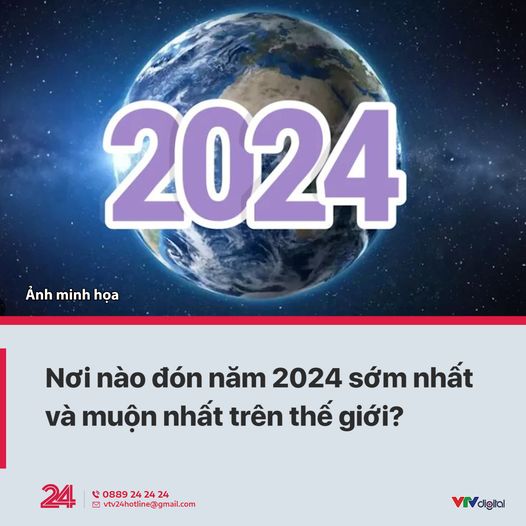 2024
Ảnh minh họa
Nơi nào đón năm 2024 sớm nhất
và muộn nhất trên thế giới?
24
0889 24 24 24
vtv24hotline@gmail.com
VTVdigital